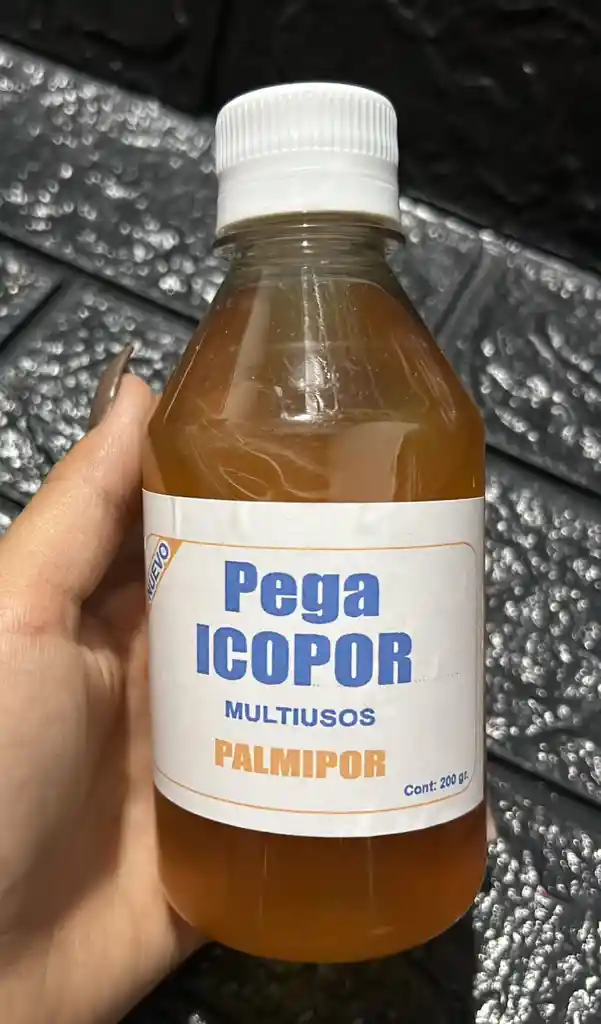 NUEVO
Pega
ICOPOR
MULTIUSOS
PALMIPOR
Cont: 200 gr.